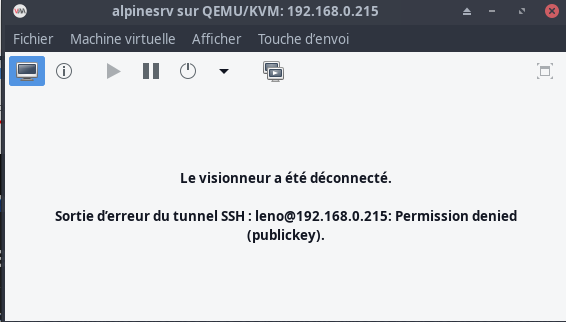 alpinesrv sur QEMU/KVM: 192.168.0.215
Fichier Machine virtuelle Afficher Touche d’envoi
Le visionneur a été déconnecté.
Sortie d’erreur du tunnel SSH : leno@192.168.0.215: Permission denied
(publickey).